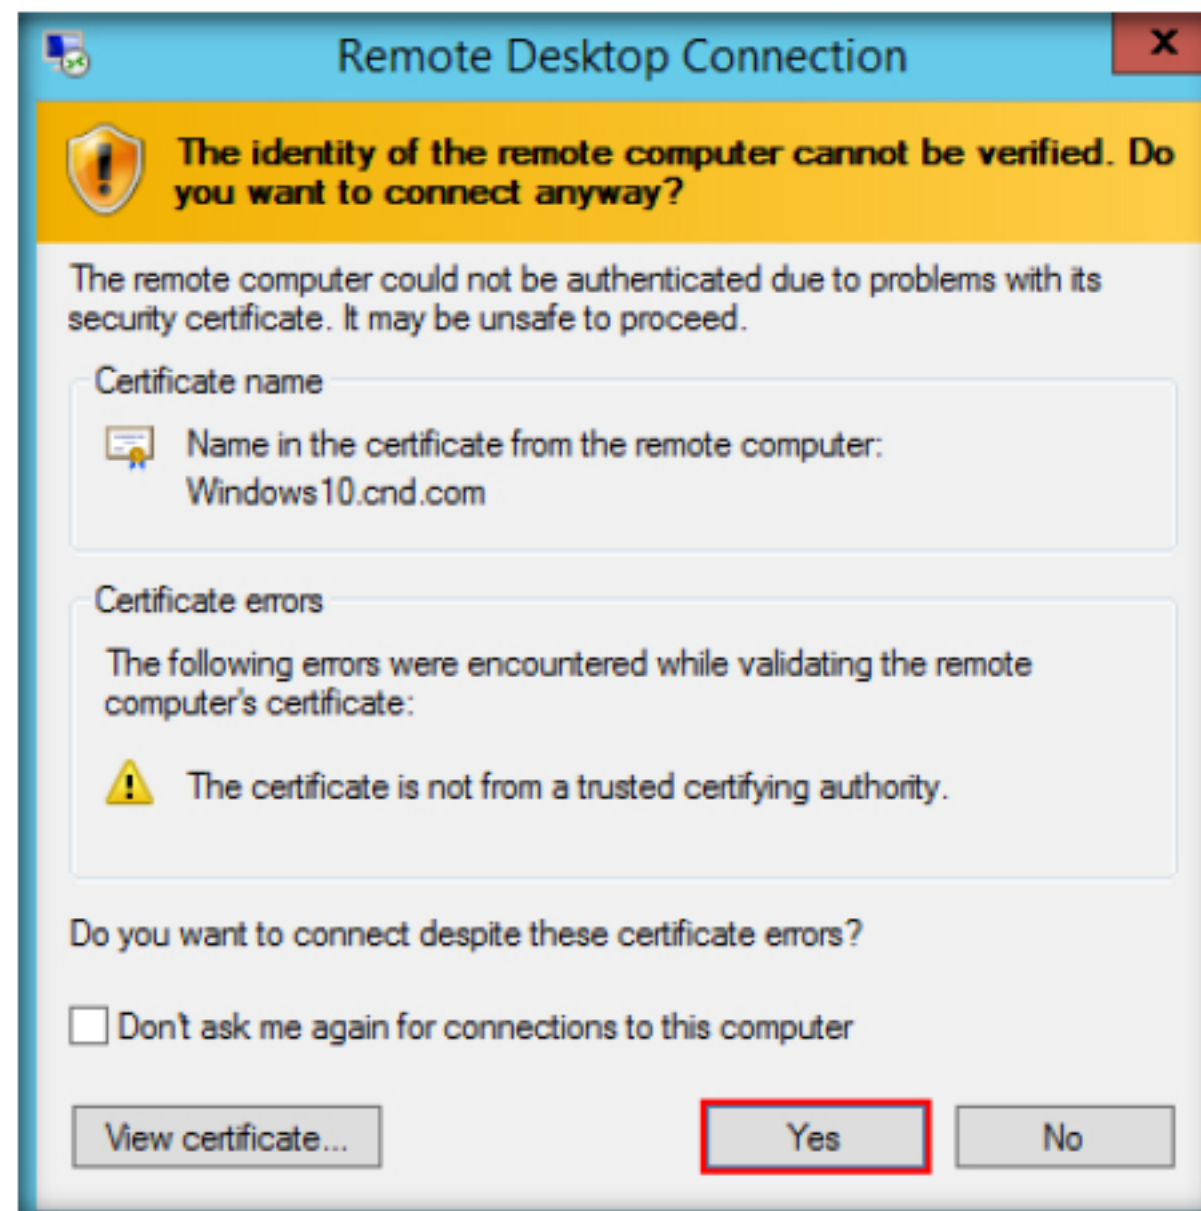 Remote Desktop Connection
The identity of the remote computer cannot be verified. Do
you want to connect anyway?
The remote computer could not be authenticated due to problems with its
security certificate. It may be unsafe to proceed.
Certificate name
Name in the certificate from the remote computer:
Windows10.cnd.com
Certificate errors
The following errors were encountered while validating the remote
computer's certificate:
The certificate is not from a trusted certifying authority.
Do you want to connect despite these certificate errors?
Don't ask me again for connections to this computer
View certificate...
Yes
No